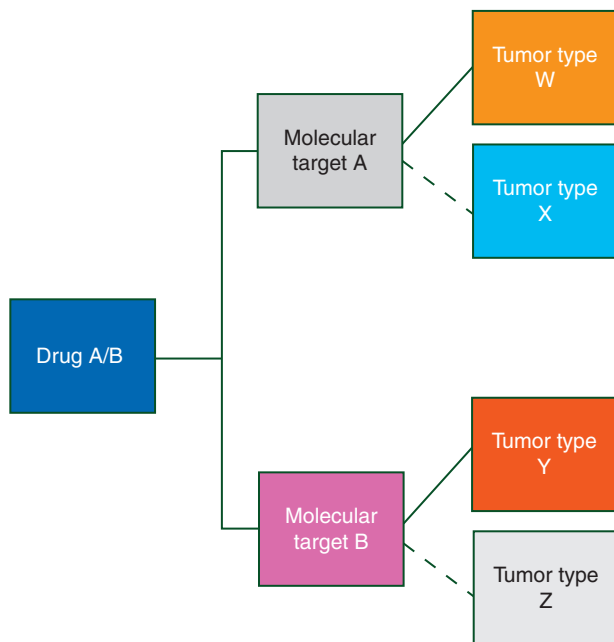 Tumor type
W
Molecular
target A
Tumor type
X
Drug A/B
Tumor type
Y
Molecular
target B
Tumor type
Z